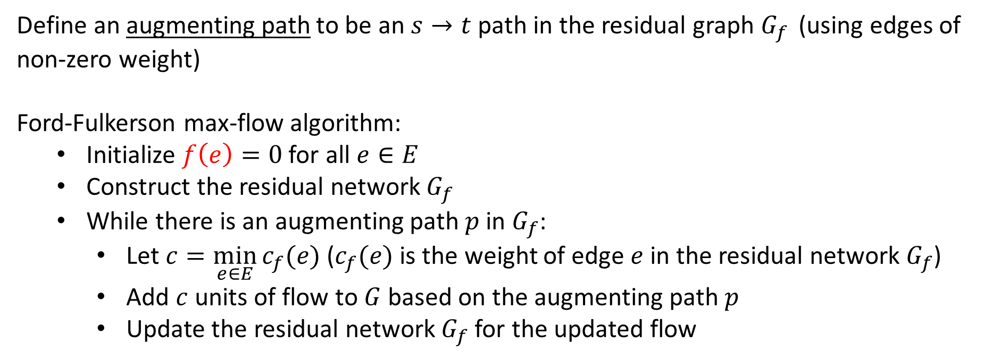 Define an augmenting path to be an s → t path in the residual graph G_f (using edges of
non-zero weight)
Ford-Fulkerson max-flow algorithm:
• Initialize f(e) = 0 for all e ∈ E
• Construct the residual network G_f
• While there is an augmenting path p in G_f:
• Let c = min_{e∈E} c_f(e) (c_f(e) is the weight of edge e in the residual network G_f)
• Add c units of flow to G based on the augmenting path p
• Update the residual network G_f for the updated flow